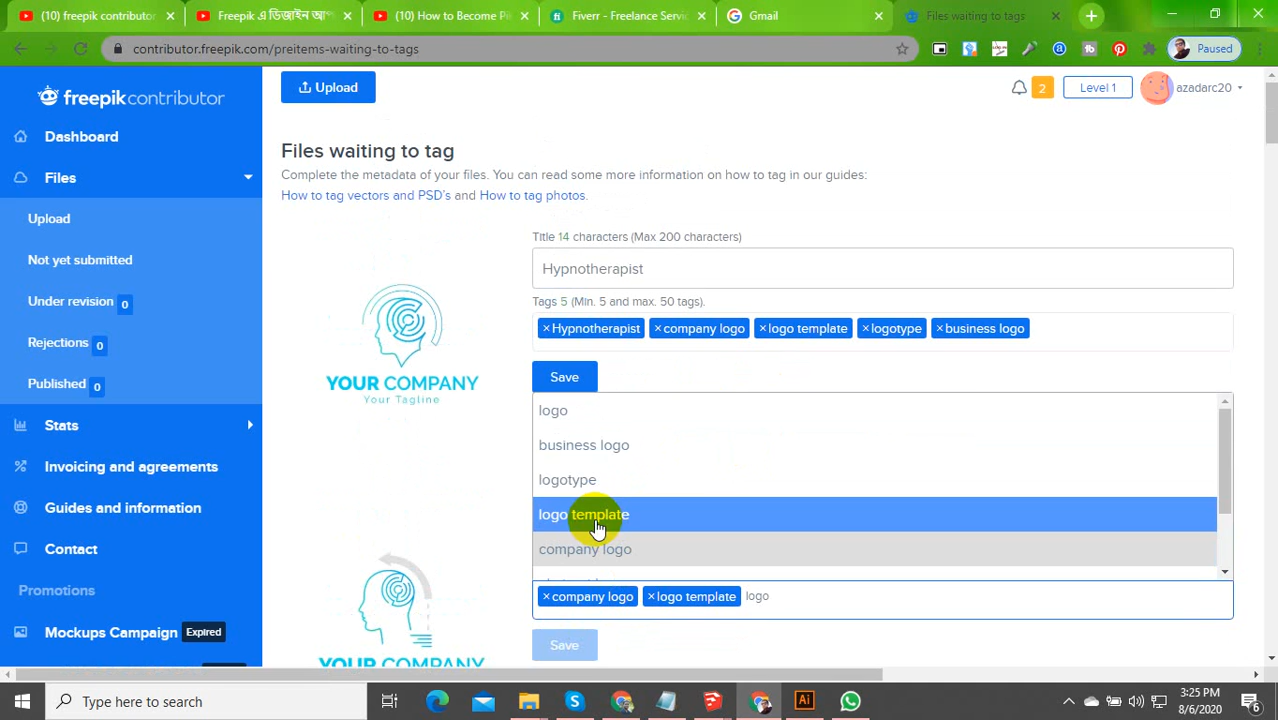 (10) freepik contributor
Freepik এ ডিজাইন আপ
(10) How to Become Pi
Fiverr - Freelance Servic
Gmail
Files waiting to tags
contributor.freepik.com/preitems-waiting-to-tags
Paused
freepik contributor
Upload
2
Level 1
azadarc20
Dashboard
Files
Upload
Not yet submitted
Under revision 0
Rejections 0
Published 0
Stats
Invoicing and agreements
Guides and information
Contact
Promotions
Mockups Campaign Expired
Files waiting to tag
Complete the metadata of your files. You can read some more information on how to tag in our guides:
How to tag vectors and PSD's and How to tag photos.
Title 14 characters (Max 200 characters)
Hypnotherapist
Tags 5 (Min. 5 and max. 50 tags).
×Hypnotherapist ×company logo ×logo template ×logotype ×business logo
Save
YOUR COMPANY
Your Tagline
logo
business logo
logotype
logo template
company logo
×company logo ×logo template logo
Save
YOUR COMPANY
Type here to search
3:25 PM
8/6/2020
6